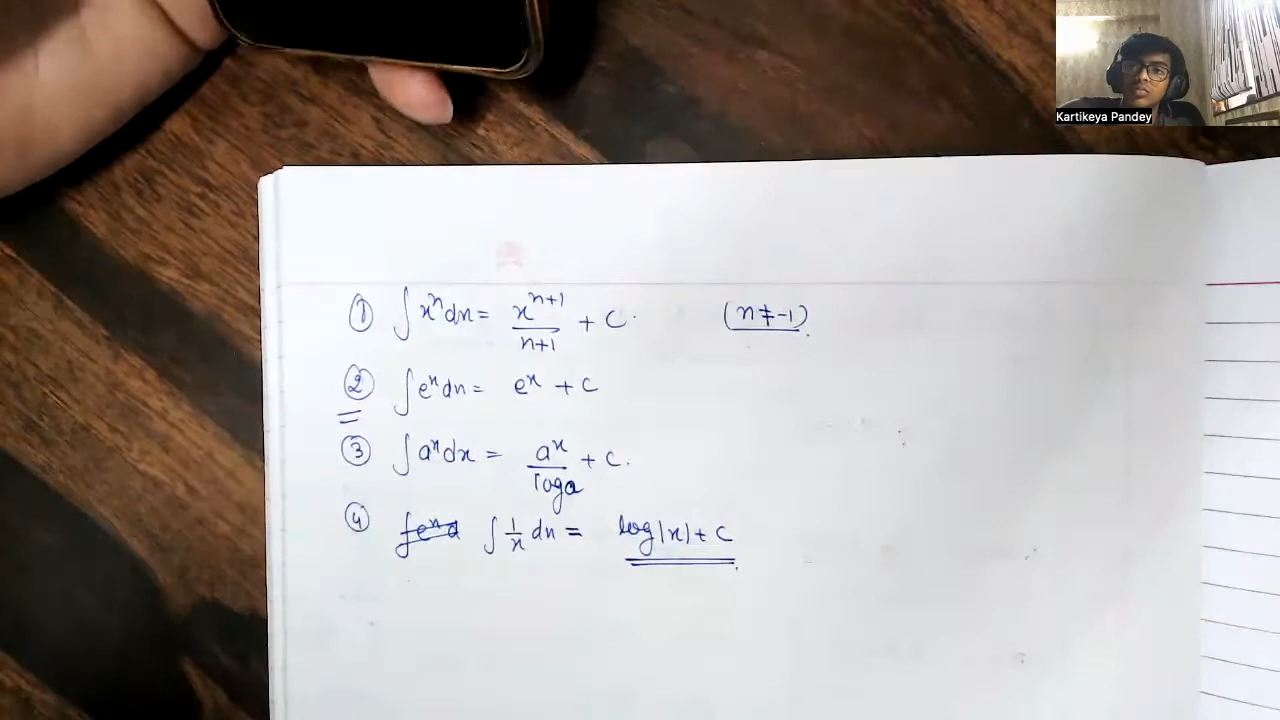 Kartikeya Pandey
① ∫xⁿdx = xⁿ⁺¹/n+1 + C. (n≠-1)
② ∫eˣdx = eˣ + C
③ ∫aˣdx = aˣ/loga + C.
④ ∫1/x dx = log|x| + C